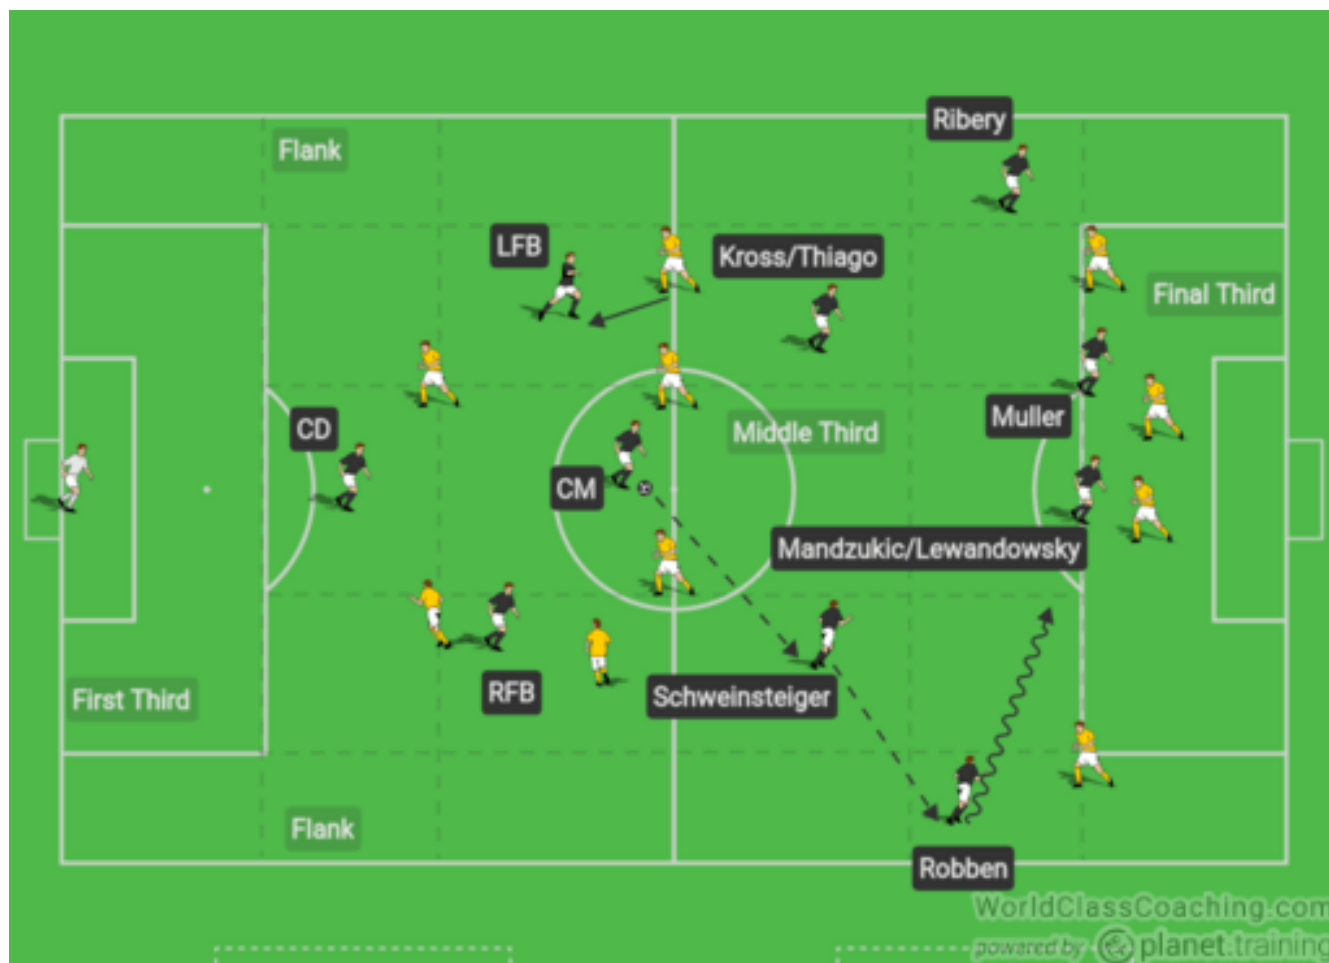 Ribery
Flank
LFB
Kross/Thiago
Final Third
CD
Muller
Middle Third
CM
Mandzukic/Lewandowsky
First Third
RFB
Schweinsteiger
Flank
Robben
WorldClassCoaching.com
powered by planet.training